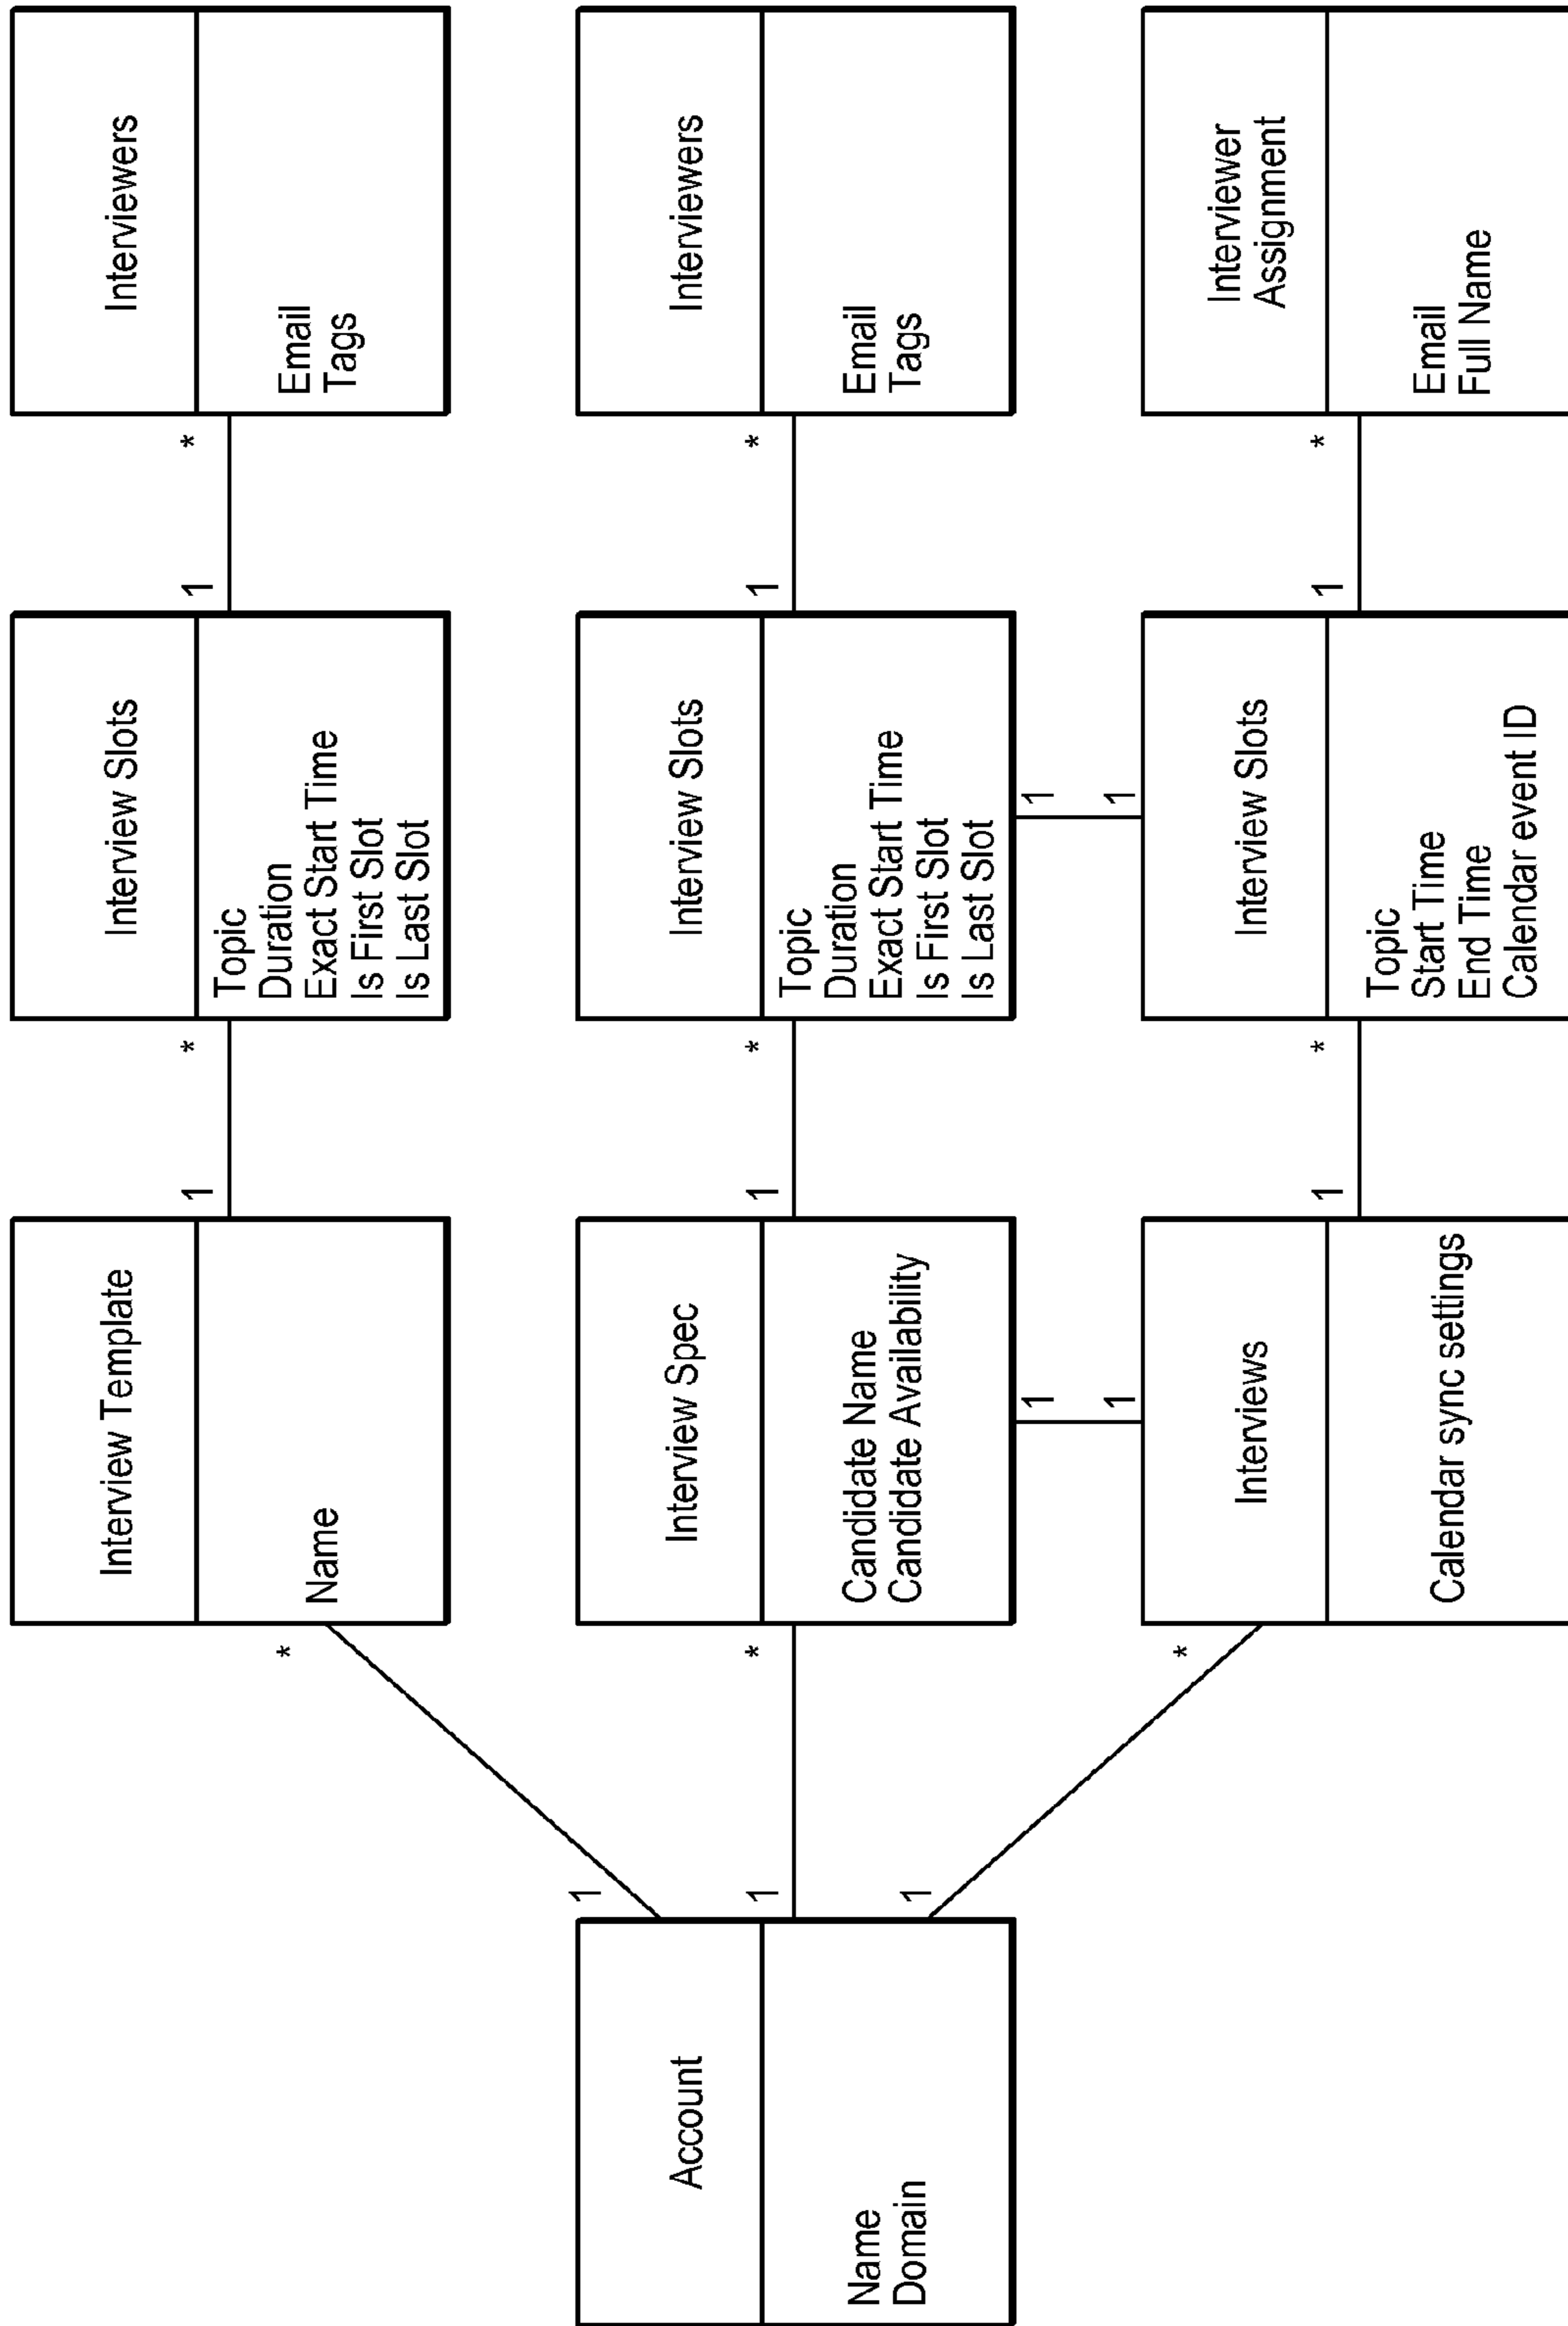 Interview Template
Name
*
1
1
*
Interview Slots
Topic
Duration
Exact Start Time
Is First Slot
Is Last Slot
1
*
Interviewers
Email
Tags
Account
Name
Domain
1
*
Interview Spec
Candidate Name
Candidate Availability
1
*
Interview Slots
Topic
Duration
Exact Start Time
Is First Slot
Is Last Slot
1
*
Interviewers
Email
Tags
1
1
1
1
1
*
Interviews
Calendar sync settings
1
*
Interview Slots
Topic
Start Time
End Time
Calendar event ID
1
*
Interviewer
Assignment
Email
Full Name